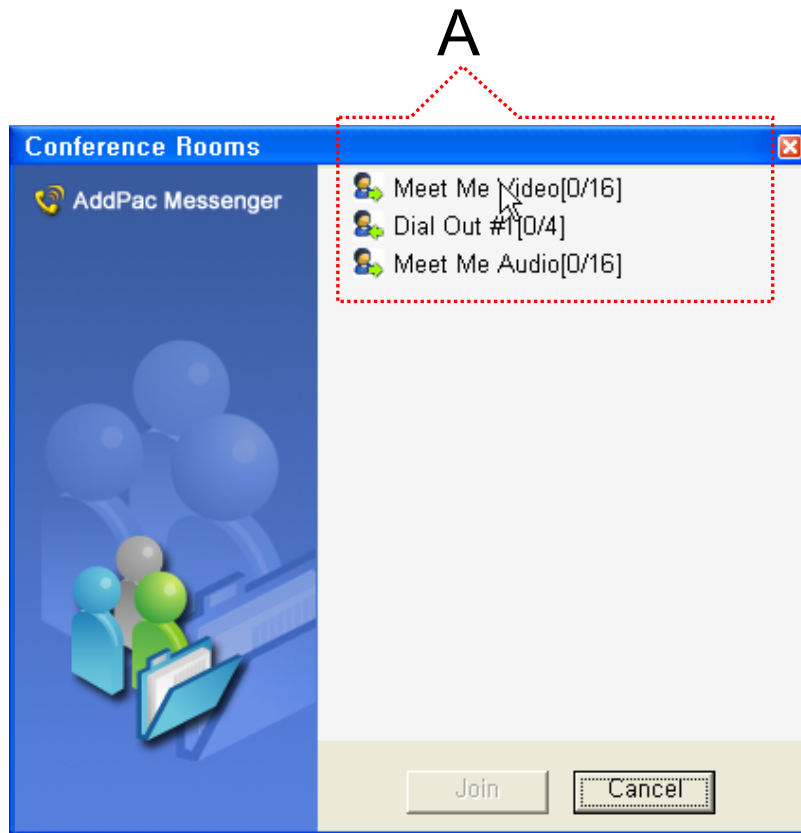 A
Conference Rooms
AddPac Messenger
Meet Me Video[0/16]
Dial Out #1[0/4]
Meet Me Audio[0/16]
Join
Cancel